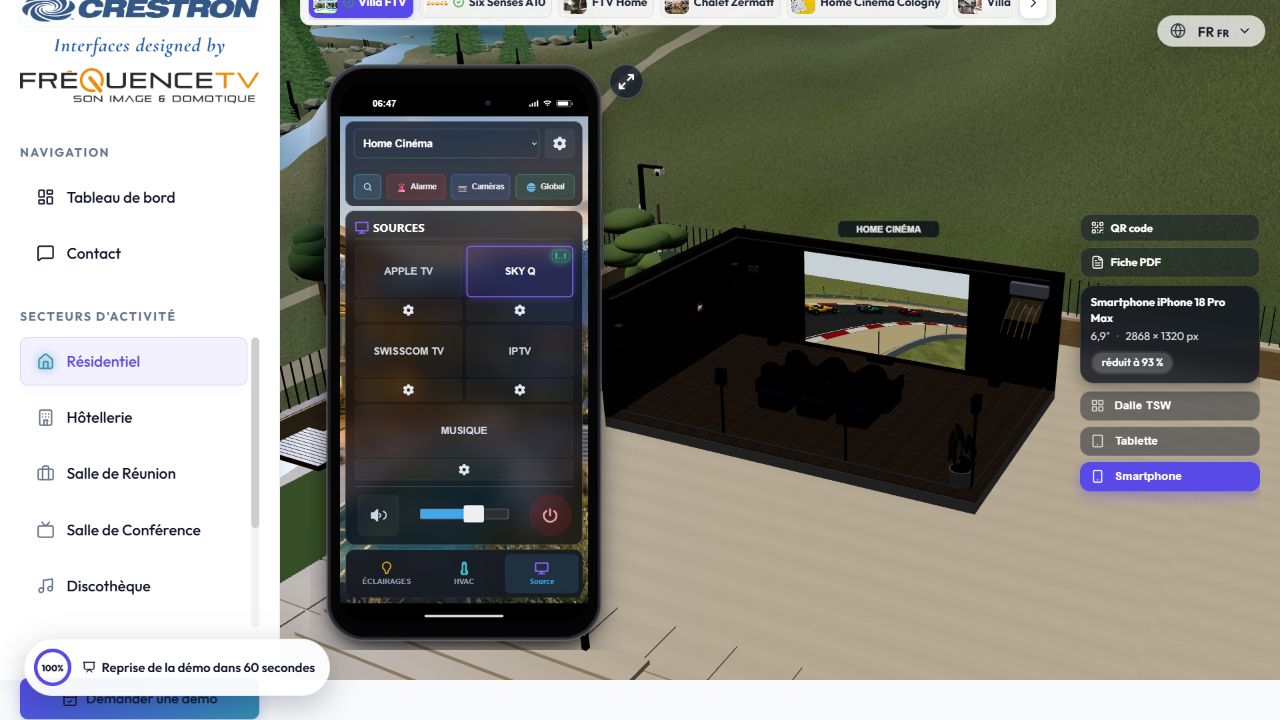 CRESTRON
Interfaces designed by
FRÉQUENCETV
SON IMAGE & DOMOTIQUE
NAVIGATION
Tableau de bord
Contact
SECTEURS D'ACTIVITÉ
Résidentiel
Hôtellerie
Salle de Réunion
Salle de Conférence
Discothèque
100%
Reprise de la démo dans 60 secondes
Demander une démo
Villa FTV
Six Senses A10
FTV Home
Chalet Zermatt
Home Cinéma Cologny
Villa
FR FR
06:47
Home Cinéma
Alarme
Caméras
Global
SOURCES
APPLE TV
SKY Q
SWISSCOM TV
IPTV
MUSIQUE
ÉCLAIRAGES
HVAC
Source
HOME CINÉMA
QR code
Fiche PDF
Smartphone iPhone 18 Pro
Max
6,9" · 2868 × 1320 px
réduit à 93 %
Dalle TSW
Tablette
Smartphone